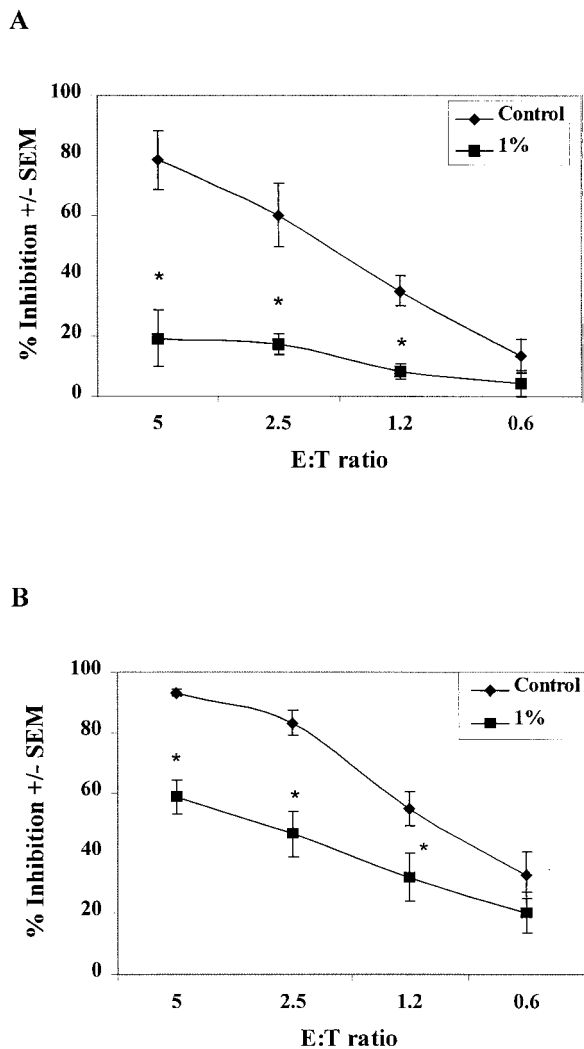 A
100
80
60
40
20
0
% Inhibition +/- SEM
Control
1%
*
*
*
5 2.5 1.2 0.6
E:T ratio
B
100
80
60
40
20
0
% Inhibition +/- SEM
Control
1%
*
*
*
5 2.5 1.2 0.6
E:T ratio